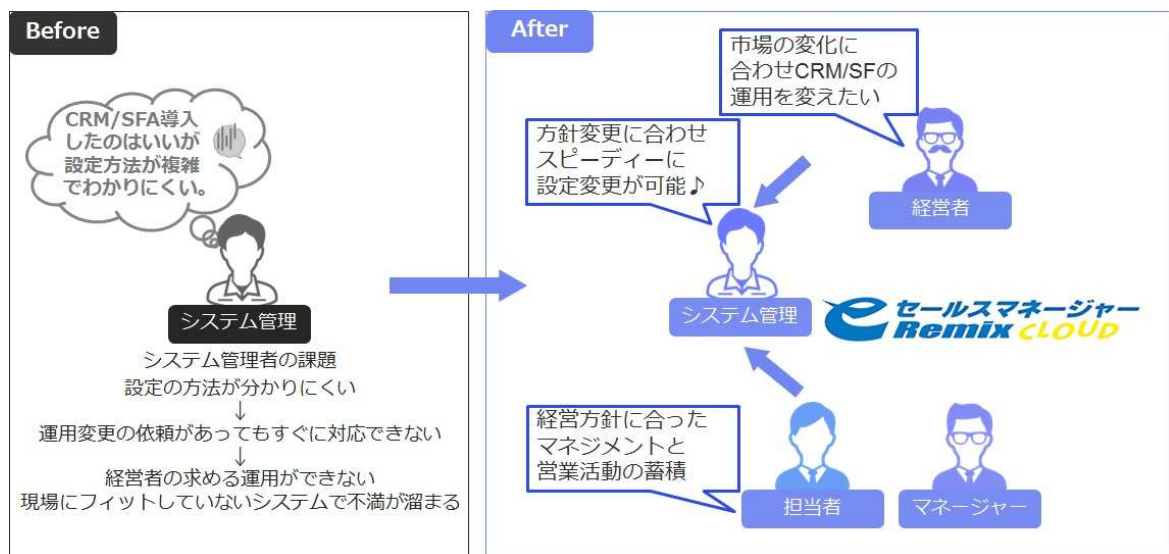 Before
CRM/SFA導入
したのはいいが
設定方法が複雑
でわかりにくい。
システム管理
システム管理者の課題
設定の方法が分かりにくい
↓
運用変更の依頼があってもすぐに対応できない
↓
経営者の求める運用ができない
現場にフィットしていないシステムで不満が溜まる
After
市場の変化に
合わせCRM/SFの
運用を変えたい
経営者
方針変更に合わせ
スピーディーに
設定変更が可能♪
システム管理
eセールスマネージャー
Remix CLOUD
経営方針に合った
マネジメントと
営業活動の蓄積
担当者
マネージャー